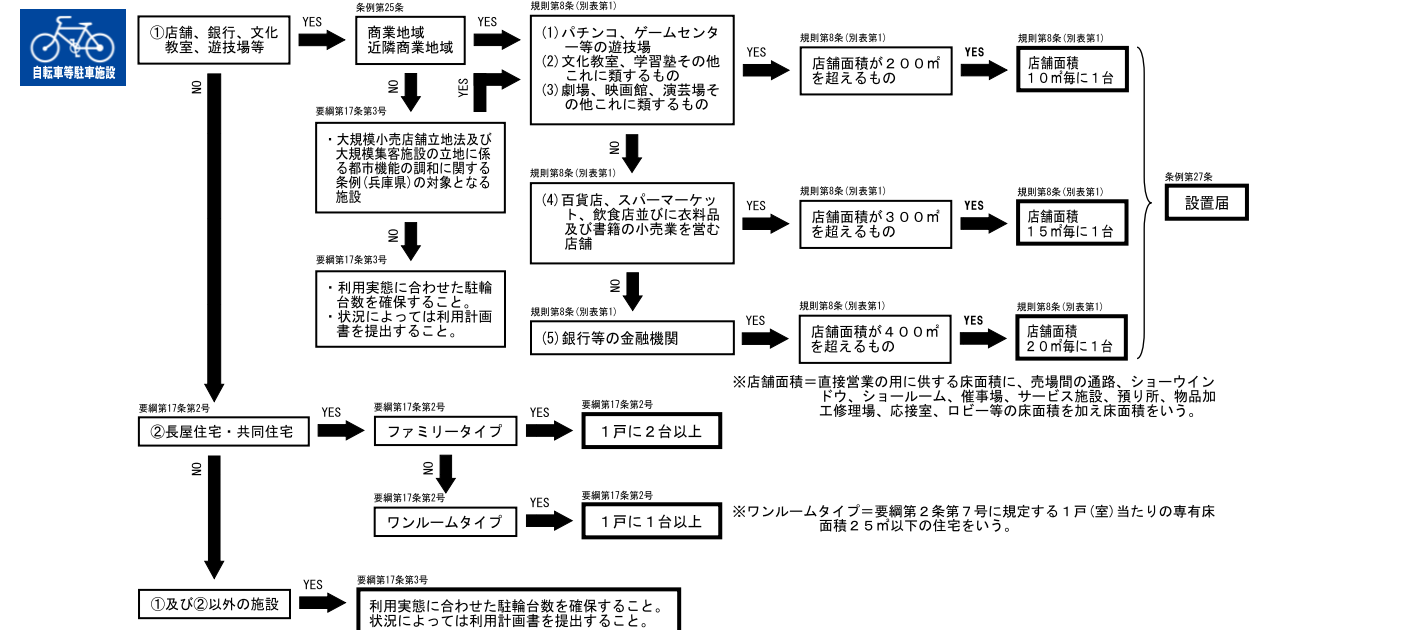 自転車等駐車施設
①店舗、銀行、文化
教室、遊技場等
YES
条例第25条
商業地域
近隣商業地域
YES
規則第8条(別表第1)
(1)パチンコ、ゲームセンタ
ー等の遊技場
(2)文化教室、学習塾その他
これに類するもの
(3)劇場、映画館、演芸場そ
の他これに類するもの
YES
規則第8条(別表第1)
店舗面積が200㎡
を超えるもの
YES
規則第8条(別表第1)
店舗面積
10㎡毎に1台
NO
NO
YES
要綱第17条第3号
・大規模小売店舗立地法及び
大規模集客施設の立地に係
る都市機能の調和に関する
条例(兵庫県)の対象となる
施設
NO
規則第8条(別表第1)
(4)百貨店、スパーマーケッ
ト、飲食店並びに衣料品
及び書籍の小売業を営む
店舗
YES
規則第8条(別表第1)
店舗面積が300㎡
を超えるもの
YES
規則第8条(別表第1)
店舗面積
15㎡毎に1台
条例第27条
設置届
NO
要綱第17条第3号
・利用実態に合わせた駐輪
台数を確保すること。
・状況によっては利用計画
書を提出すること。
NO
規則第8条(別表第1)
(5)銀行等の金融機関
YES
規則第8条(別表第1)
店舗面積が400㎡
を超えるもの
YES
規則第8条(別表第1)
店舗面積
20㎡毎に1台
※店舗面積=直接営業の用に供する床面積に、売場間の通路、ショーウイン
ドウ、ショールーム、催事場、サービス施設、預り所、物品加
工修理場、応接室、ロビー等の床面積を加え床面積をいう。
要綱第17条第2号
②長屋住宅・共同住宅
YES
要綱第17条第2号
ファミリータイプ
YES
要綱第17条第2号
1戸に2台以上
NO
NO
要綱第17条第2号
ワンルームタイプ
YES
要綱第17条第2号
1戸に1台以上
※ワンルームタイプ=要綱第2条第7号に規定する1戸(室)当たりの専有床
面積25㎡以下の住宅をいう。
①及び②以外の施設
YES
要綱第17条第3号
利用実態に合わせた駐輪台数を確保すること。
状況によっては利用計画書を提出すること。